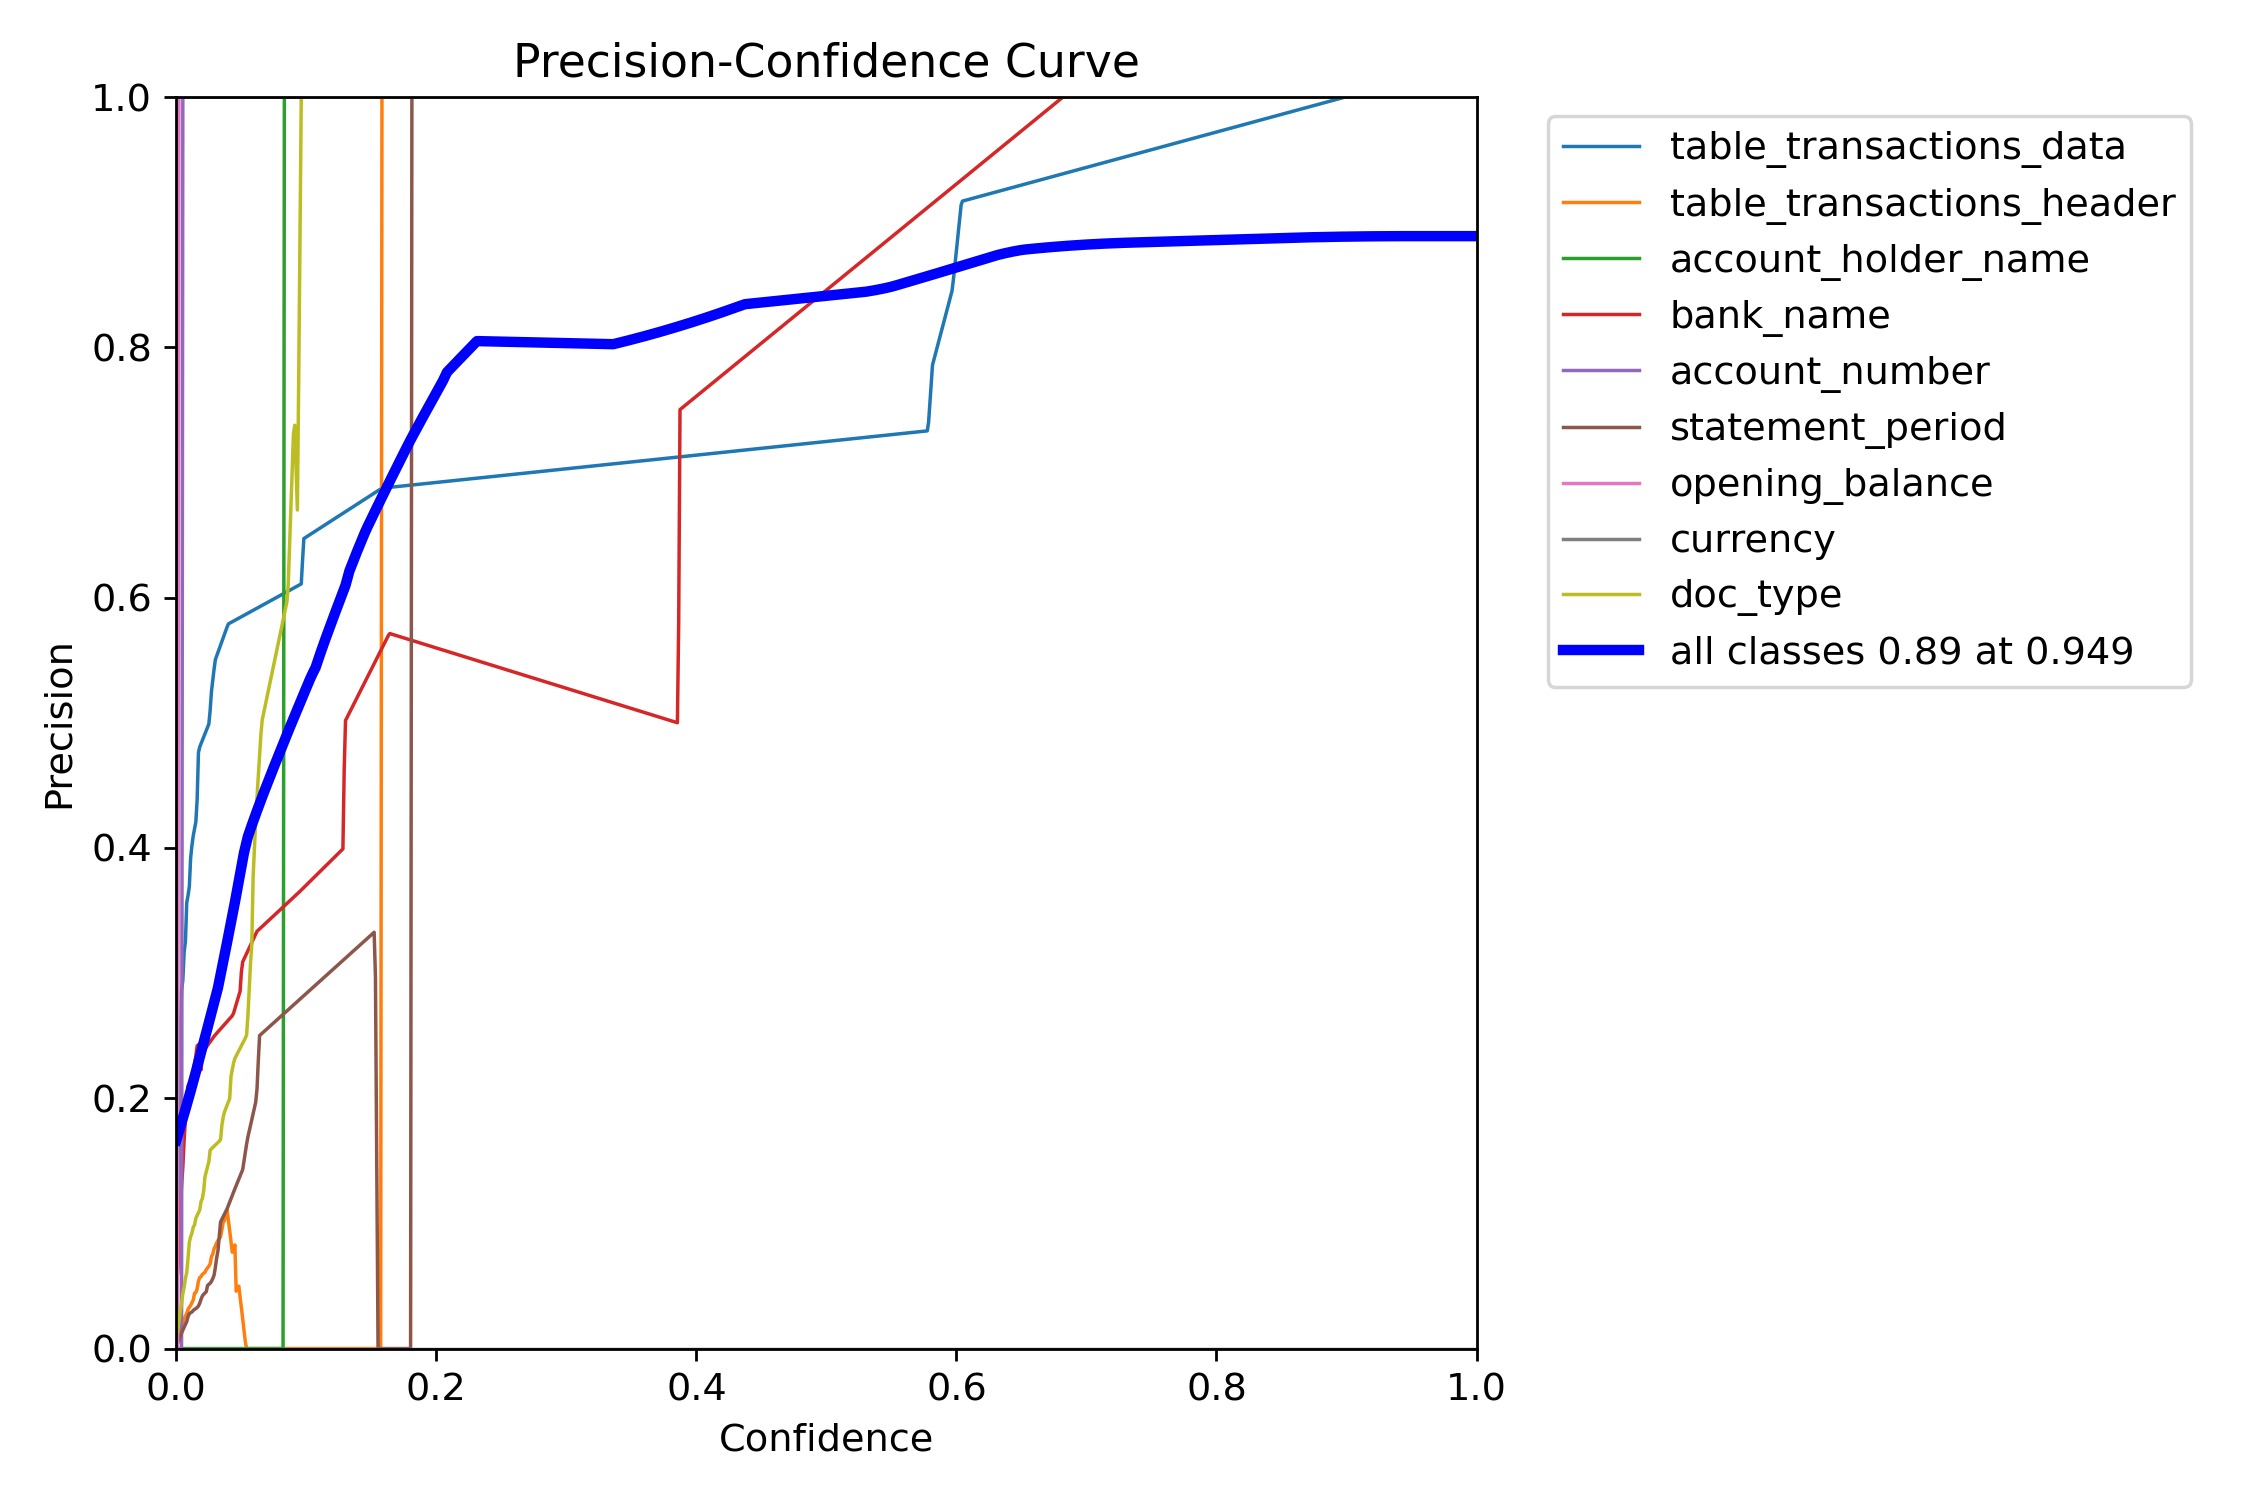 Precision-Confidence Curve
1.0
0.8
0.6
0.4
0.2
0.0
Precision
0.0 0.2 0.4 0.6 0.8 1.0
Confidence
table_transactions_data
table_transactions_header
account_holder_name
bank_name
account_number
statement_period
opening_balance
currency
doc_type
all classes 0.89 at 0.949